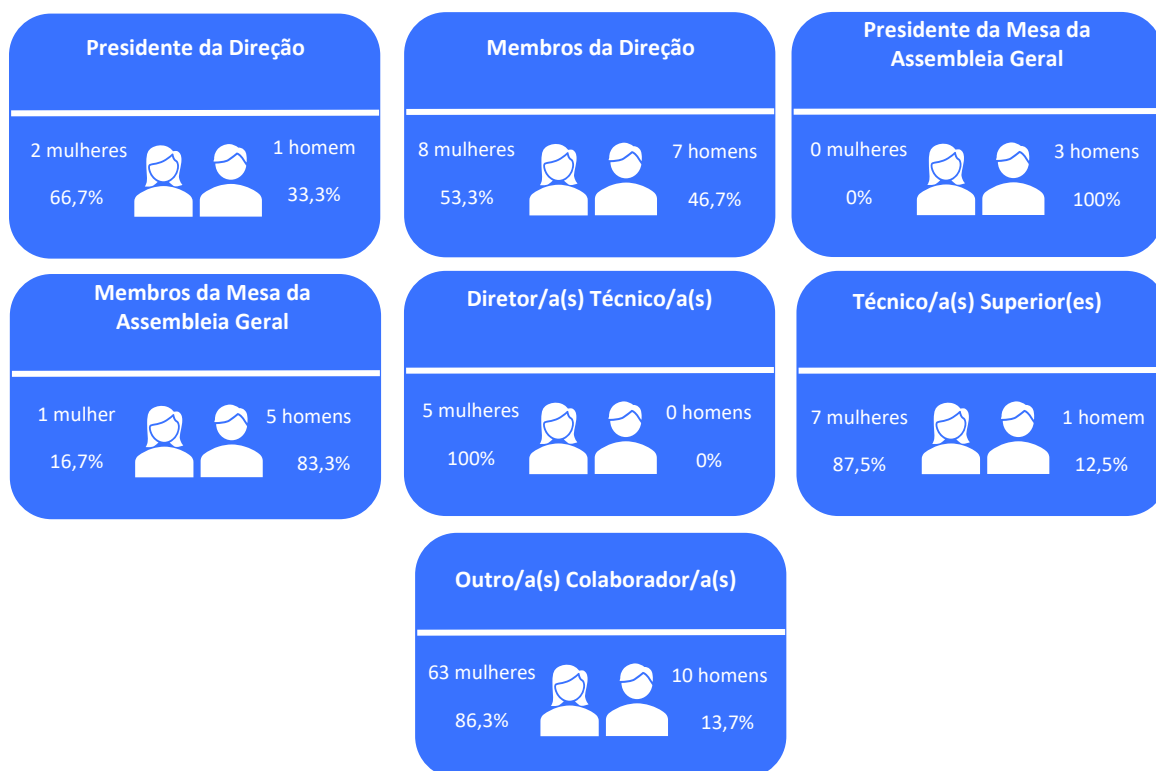 Presidente da Direção
2 mulheres
1 homem
66,7%
33,3%
Membros da Direção
8 mulheres
7 homens
53,3%
46,7%
Presidente da Mesa da
Assembleia Geral
0 mulheres
3 homens
0%
100%
Membros da Mesa da
Assembleia Geral
1 mulher
5 homens
16,7%
83,3%
Diretor/a(s) Técnico/a(s)
5 mulheres
0 homens
100%
0%
Técnico/a(s) Superior(es)
7 mulheres
1 homem
87,5%
12,5%
Outro/a(s) Colaborador/a(s)
63 mulheres
10 homens
86,3%
13,7%